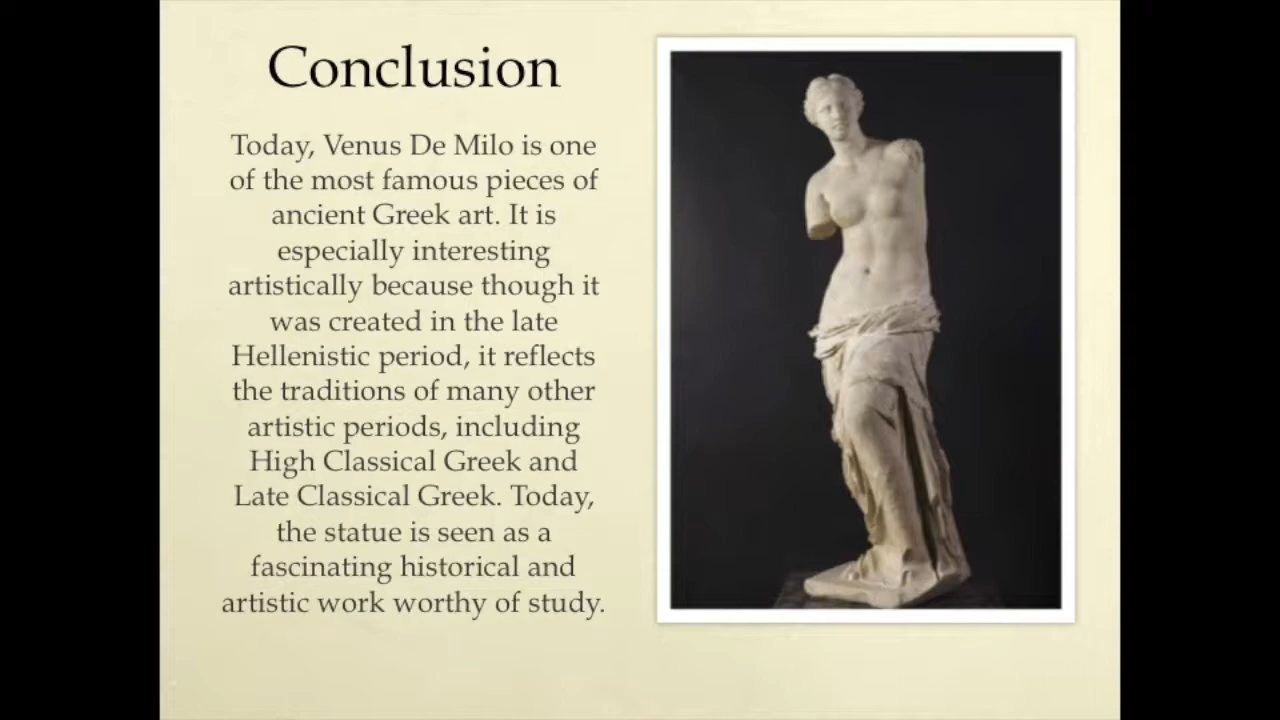 Conclusion
Today, Venus De Milo is one
of the most famous pieces of
ancient Greek art. It is
especially interesting
artistically because though it
was created in the late
Hellenistic period, it reflects
the traditions of many other
artistic periods, including
High Classical Greek and
Late Classical Greek. Today,
the statue is seen as a
fascinating historical and
artistic work worthy of study.